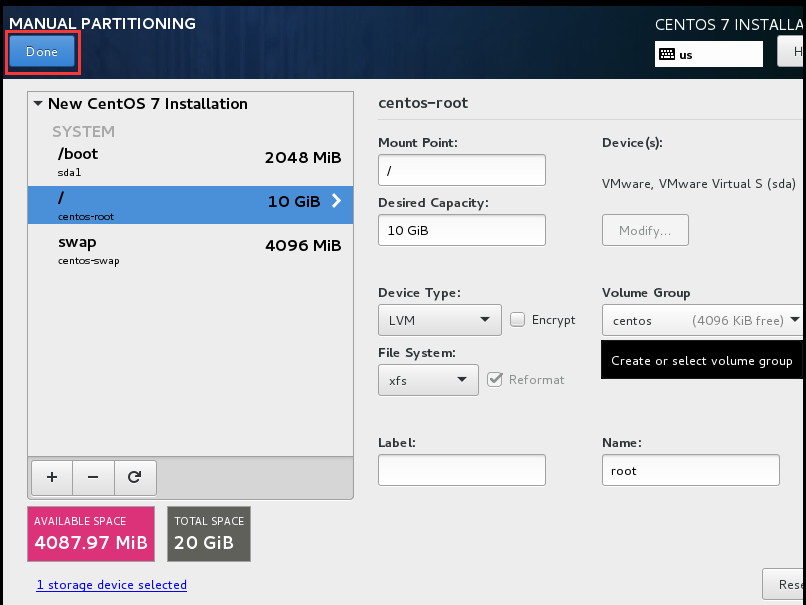 MANUAL PARTITIONING
CENTOS 7 INSTALLA
Done
us
H
New CentOS 7 Installation
SYSTEM
/boot
2048 MiB
sda1
/
10 GiB
centos-root
swap
4096 MiB
centos-swap
centos-root
Mount Point:
/
Desired Capacity:
10 GiB
Device(s):
VMware, VMware Virtual S (sda)
Modify...
Device Type:
LVM
Encrypt
Volume Group
centos (4096 KiB free)
Create or select volume group
File System:
xfs
Reformat
Label:
Name:
root
AVAILABLE SPACE
4087.97 MiB
TOTAL SPACE
20 GiB
1 storage device selected
Rese